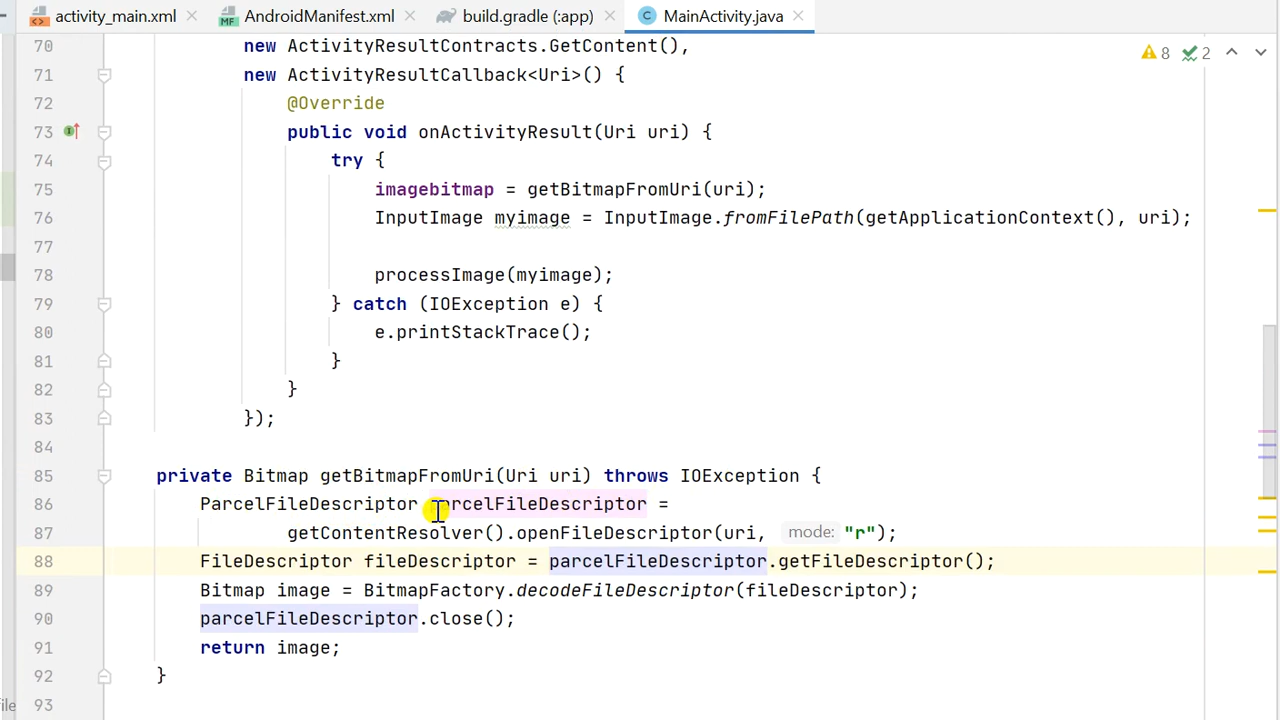 activity_main.xml MF AndroidManifest.xml build.gradle (:app) C MainActivity.java
70 new ActivityResultContracts.GetContent(),
8 2
71 new ActivityResultCallback<Uri>() {
72 @Override
73 public void onActivityResult(Uri uri) {
74 try {
75 imagebitmap = getBitmapFromUri(uri);
76 InputImage myimage = InputImage.fromFilePath(getApplicationContext(), uri);
77
78 processImage(myimage);
79 } catch (IOException e) {
80 e.printStackTrace();
81 }
82 }
83 });
84
85 private Bitmap getBitmapFromUri(Uri uri) throws IOException {
86 ParcelFileDescriptor parcelFileDescriptor =
87 getContentResolver().openFileDescriptor(uri, mode: "r");
88 FileDescriptor fileDescriptor = parcelFileDescriptor.getFileDescriptor();
89 Bitmap image = BitmapFactory.decodeFileDescriptor(fileDescriptor);
90 parcelFileDescriptor.close();
91 return image;
92 }
93